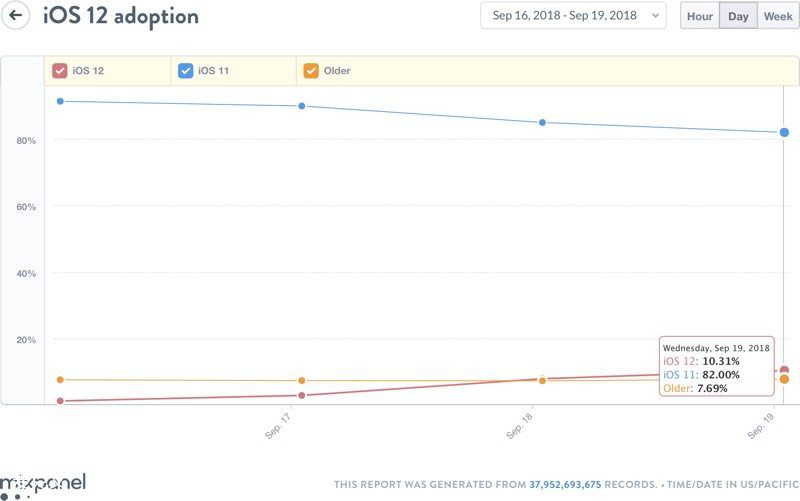 iOS 12 adoption
Sep 16, 2018 - Sep 19, 2018
Hour Day Week
iOS 12 iOS 11 Older
80%
60%
40%
20%
Wednesday, Sep 19, 2018
iOS 12: 10.31%
iOS 11: 82.00%
Older: 7.69%
Sep. 17 Sep. 18 Sep. 19
mixpanel
THIS REPORT WAS GENERATED FROM 37,952,693,675 RECORDS. • TIME/DATE IN US/PACIFIC